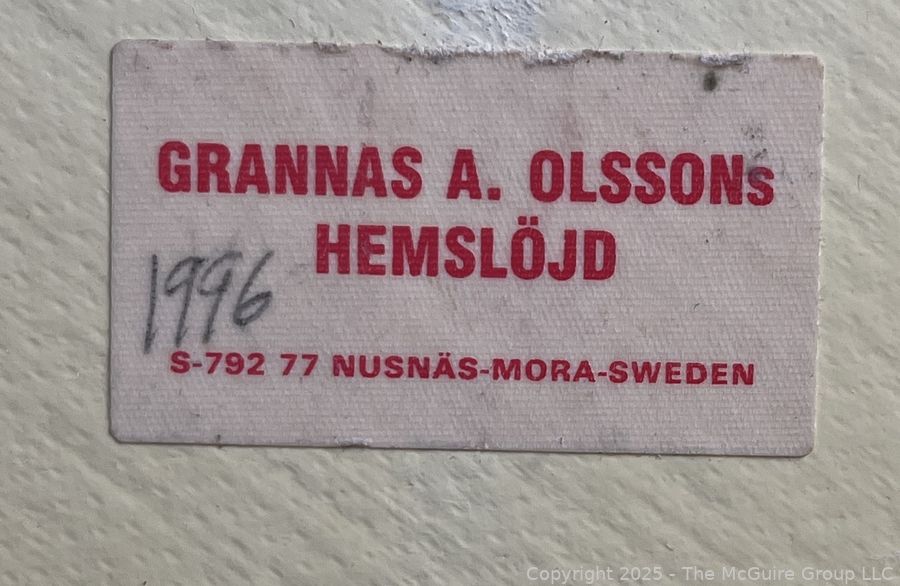 GRANNAS A. OLSSONs
HEMSLÖJD
1996
S-792 77 NUSNÄS-MORA-SWEDEN
Copyright 2025 - The McGuire Group LLC